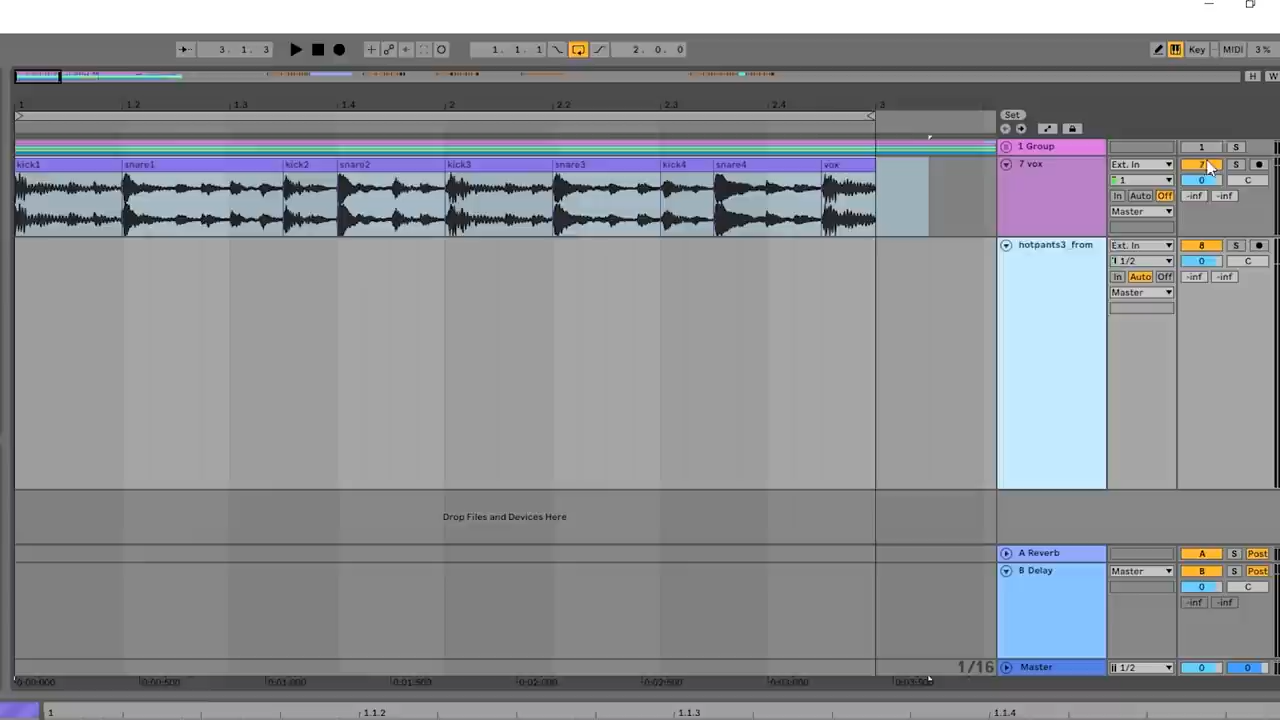 3. 1. 3 1. 1. 1 2. 0. 0 Key MIDI 3 %
H W
1 1.2 1.3 1.4 2 2.2 2.3 2.4 3
Set
1 Group 1 S
kick1 snare1 kick2 snare2 kick3 snare3 kick4 snare4 vox 7 vox Ext. In 7 S
1 0 C
In Auto Off -inf -inf
Master
hotpants3_from Ext. In 8 S
1/2 0 C
In Auto Off -inf -inf
Master
Drop Files and Devices Here
A Reverb A S Post
B Delay Master B S Post
0 C
-inf -inf
1/16 Master 1/2 0 0
0:00:000 0:00:500 0:01:000 0:01:500 0:02:000 0:02:500 0:03:000 0:03:500
1 1.1.2 1.1.3 1.1.4